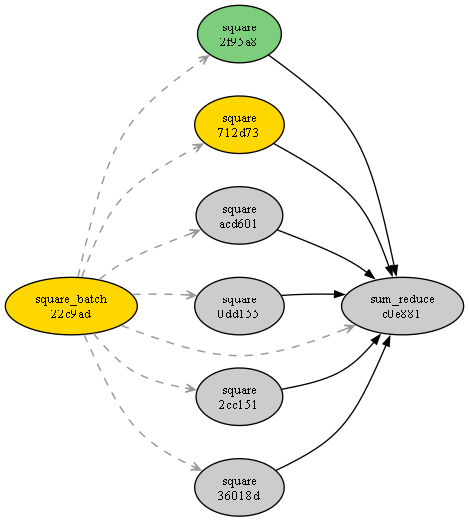 square
2f95a8
square
712d73
square
acd601
square_batch
22c9ad
square
0dd155
sum_reduce
c0e881
square
2cc151
square
36018d